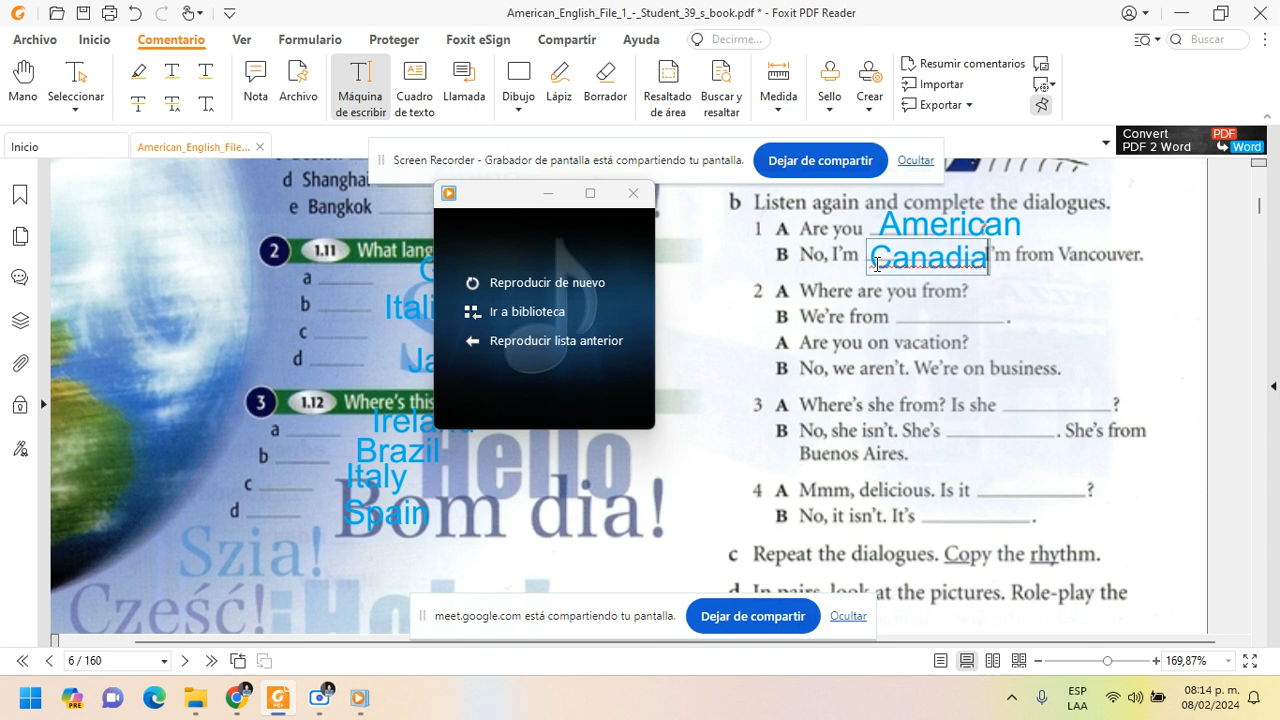 American_English_File_1_-_Student_39_s_book.pdf * - Foxit PDF Reader
Archivo Inicio Comentario Ver Formulario Proteger Foxit eSign Compartir Ayuda Decirme... Buscar
Mano Seleccionar Nota Archivo Máquina de escribir Cuadro de texto Llamada Dibujo Lápiz Borrador Resaltado de área Buscar y resaltar Medida Sello Crear
Resumir comentarios
Importar
Exportar
Inicio American_English_File...
Convert PDF
PDF 2 Word Word
Screen Recorder - Grabador de pantalla está compartiendo tu pantalla. Dejar de compartir Ocultar
d Shanghai
e Bangkok
2 1.11 What lang
a
b Itali
c
d Ja
3 1.12 Where's this
a Ireland
b Brazil
c Italy
d Spain
Hello
Bom dia!
Szia!
Cześć!
Reproducir de nuevo
Ir a biblioteca
Reproducir lista anterior
b Listen again and complete the dialogues.
1 A Are you American
B No, I'm Canadia I'm from Vancouver.
2 A Where are you from?
B We're from ___________.
A Are you on vacation?
B No, we aren't. We're on business.
3 A Where's she from? Is she ___________?
B No, she isn't. She's ___________. She's from
Buenos Aires.
4 A Mmm, delicious. Is it ___________?
B No, it isn't. It's ___________.
c Repeat the dialogues. Copy the rhythm.
d In pairs, look at the pictures. Role-play the
meet.google.com está compartiendo tu pantalla. Dejar de compartir Ocultar
6 / 160
169,87%
PRE
ESP
LAA
08:14 p. m.
08/02/2024